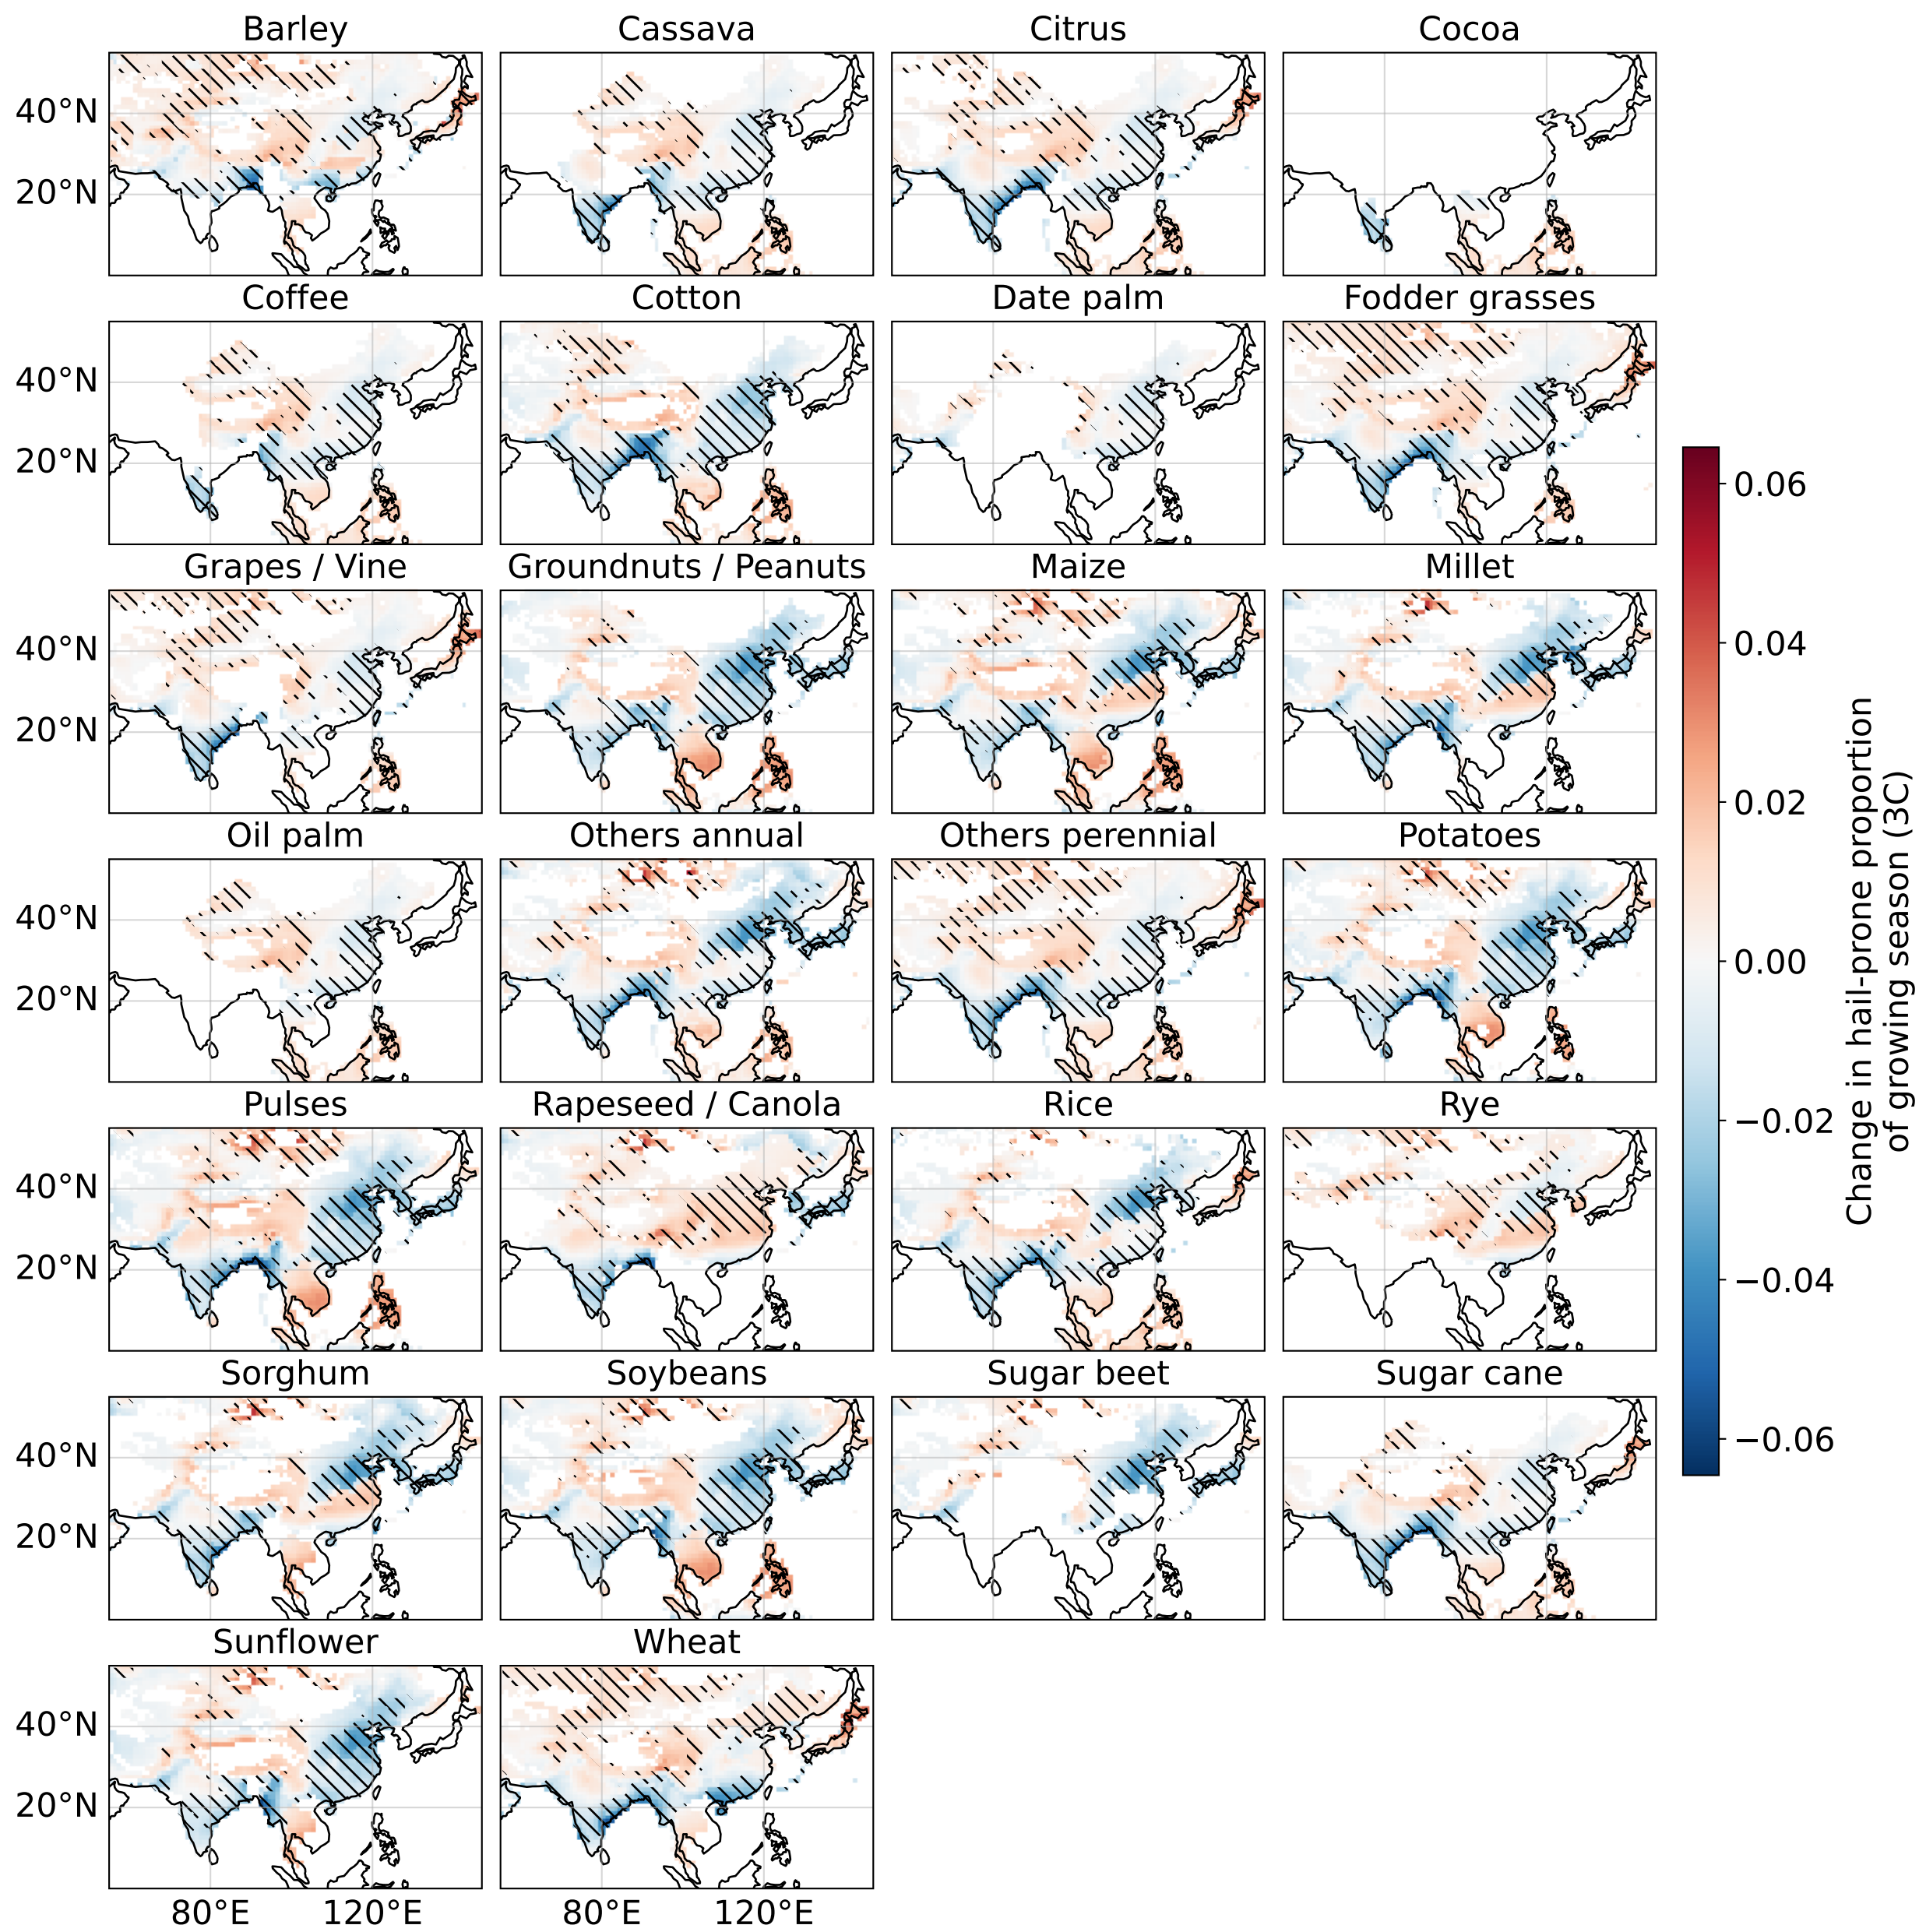 Barley Cassava Citrus Cocoa
40°N
20°N
Coffee Cotton Date palm Fodder grasses
40°N
20°N
Grapes / Vine Groundnuts / Peanuts Maize Millet
40°N
20°N
Oil palm Others annual Others perennial Potatoes
40°N
20°N
Pulses Rapeseed / Canola Rice Rye
40°N
20°N
Sorghum Soybeans Sugar beet Sugar cane
40°N
20°N
Sunflower Wheat
40°N
20°N
80°E 120°E 80°E 120°E
0.06
0.04
0.02
0.00
−0.02
−0.04
−0.06
Change in hail-prone proportion
of growing season (3C)